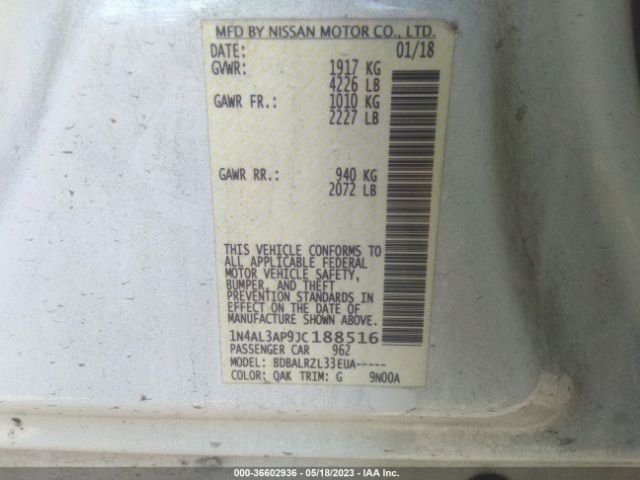 MFD BY NISSAN MOTOR CO., LTD.
DATE: 01/18
GVWR: 1917 KG
4226 LB
GAWR FR.: 1010 KG
2227 LB
GAWR RR.: 940 KG
2072 LB
THIS VEHICLE CONFORMS TO
ALL APPLICABLE FEDERAL
MOTOR VEHICLE SAFETY,
BUMPER, AND THEFT
PREVENTION STANDARDS IN
EFFECT ON THE DATE OF
MANUFACTURE SHOWN ABOVE.
1N4AL3AP9JC188516
PASSENGER CAR 962
MODEL: BDBALRZL33EUA-----
COLOR: QAK TRIM: G 9N00A
000-36602936 - 05/18/2023 - IAA Inc.